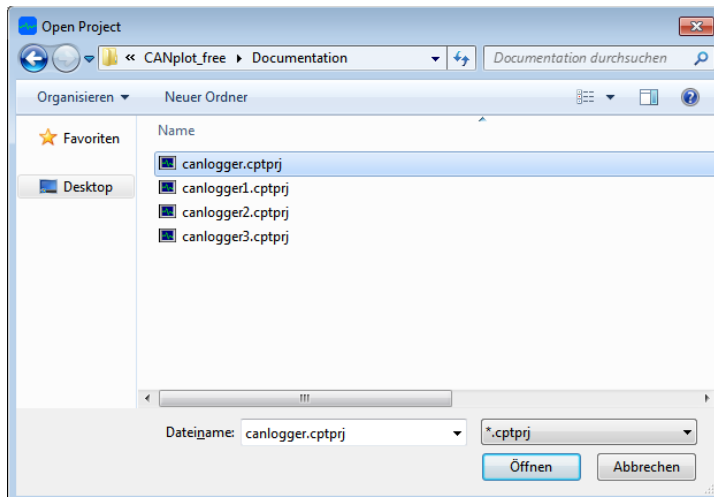 Open Project
« CANplot_free Documentation
Documentation durchsuchen
Organisieren Neuer Ordner
Favoriten
Desktop
Name
canlogger.cptprj
canlogger1.cptprj
canlogger2.cptprj
canlogger3.cptprj
Dateiname: canlogger.cptprj *.cptprj
Öffnen Abbrechen